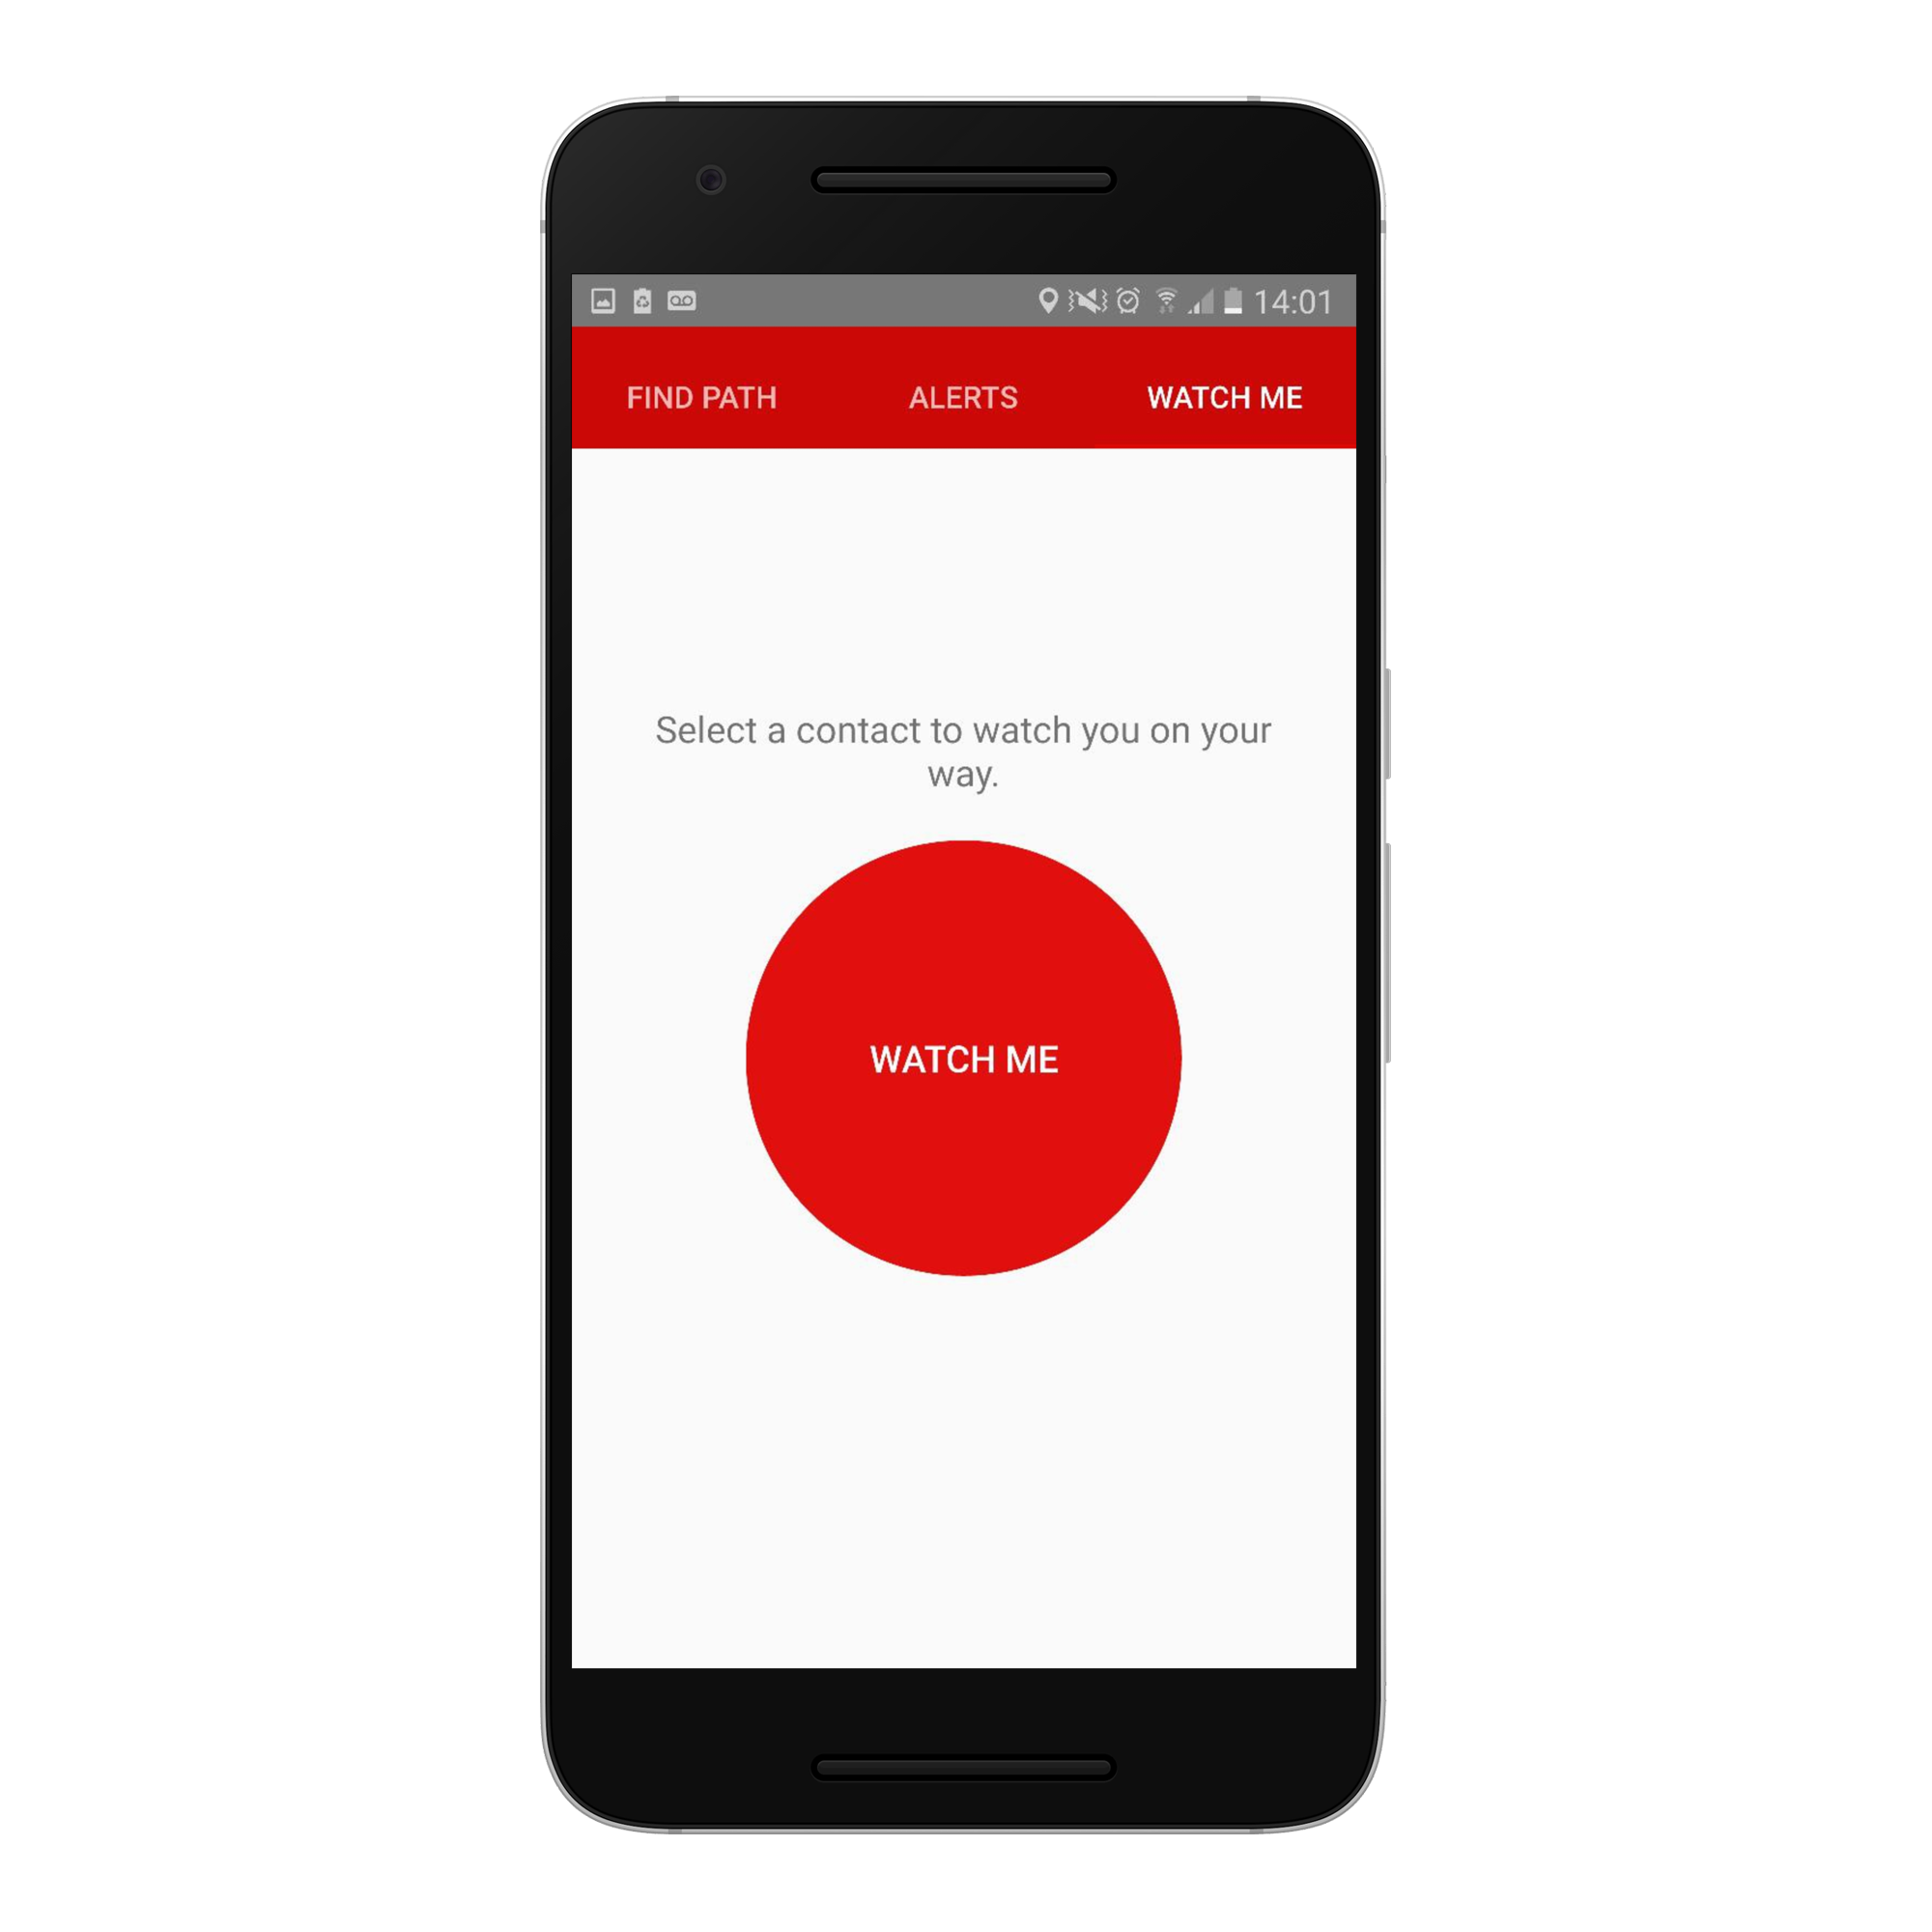 14:01
FIND PATH ALERTS WATCH ME
Select a contact to watch you on your
way.
WATCH ME